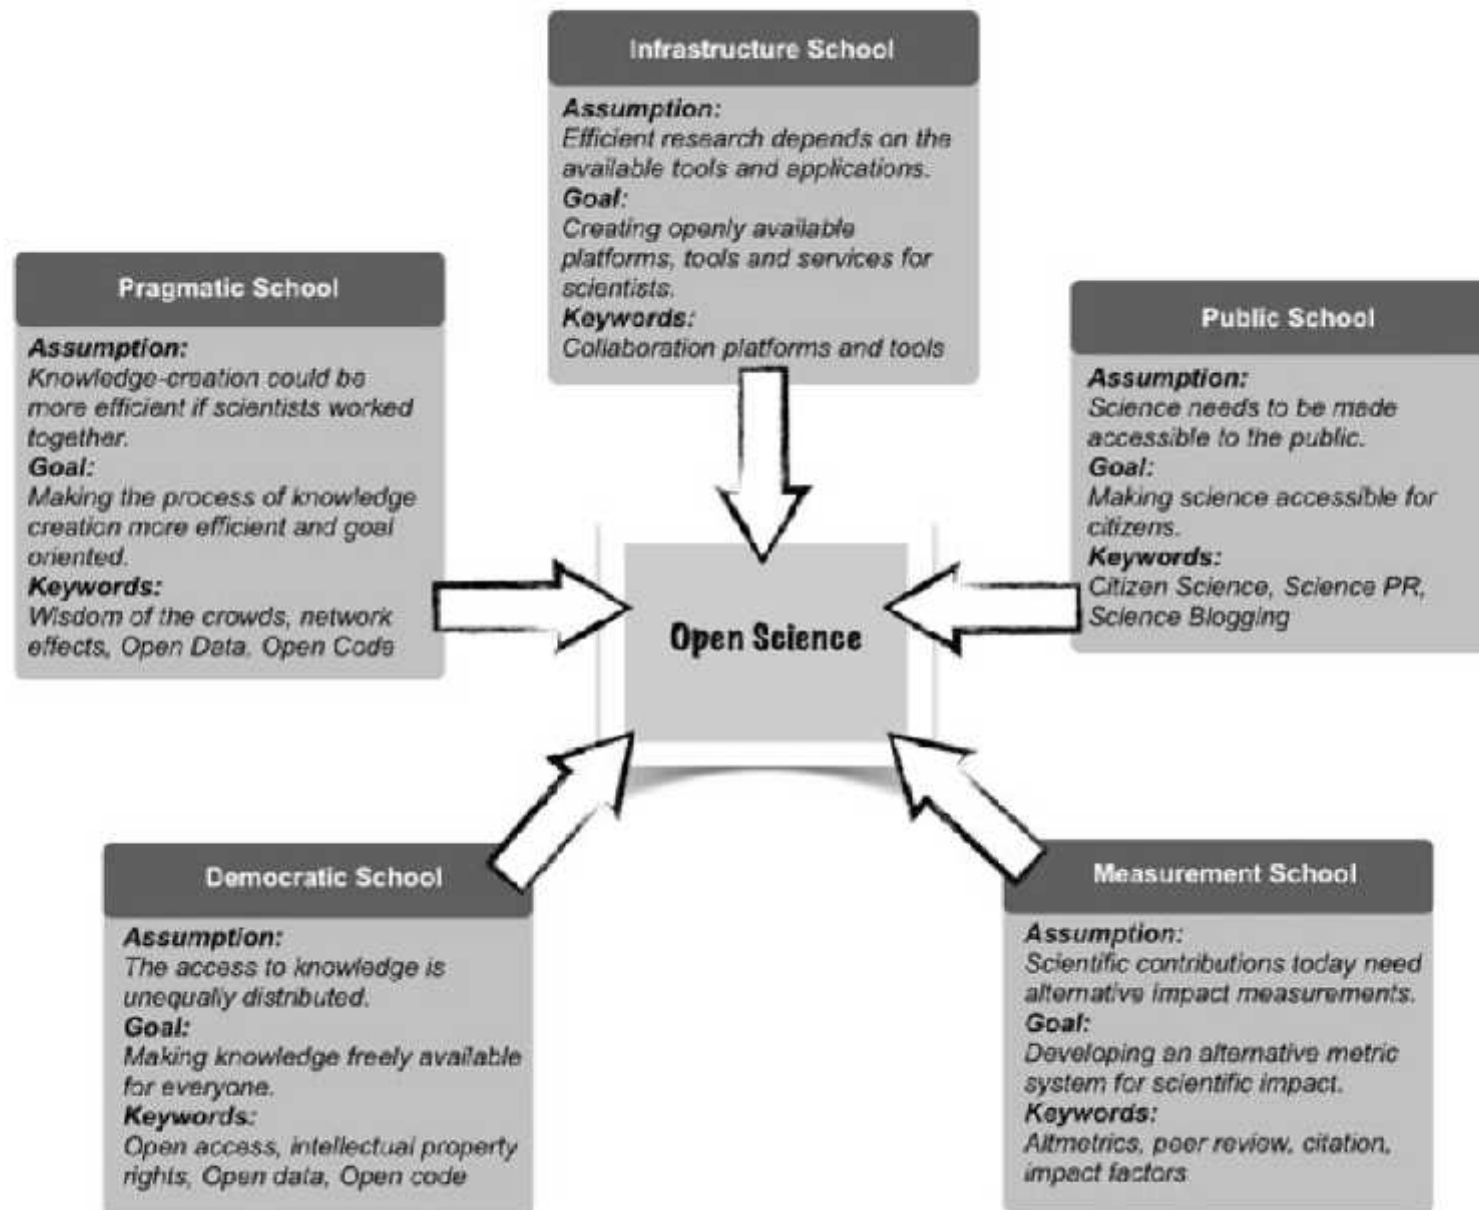 Infrastructure School
Assumption:
Efficient research depends on the
available tools and applications.
Goal:
Creating openly available
platforms, tools and services for
scientists.
Keywords:
Collaboration platforms and tools
Pragmatic School
Assumption:
Knowledge-creation could be
more efficient if scientists worked
together.
Goal:
Making the process of knowledge
creation more efficient and goal
oriented.
Keywords:
Wisdom of the crowds, network
effects, Open Data, Open Code
Public School
Assumption:
Science needs to be made
accessible to the public.
Goal:
Making science accessible for
citizens.
Keywords:
Citizen Science, Science PR,
Science Blogging
Open Science
Democratic School
Assumption:
The access to knowledge is
unequally distributed.
Goal:
Making knowledge freely available
for everyone.
Keywords:
Open access, intellectual property
rights, Open data, Open code
Measurement School
Assumption:
Scientific contributions today need
alternative impact measurements.
Goal:
Developing an alternative metric
system for scientific impact.
Keywords:
Altmetrics, peer review, citation,
impact factors